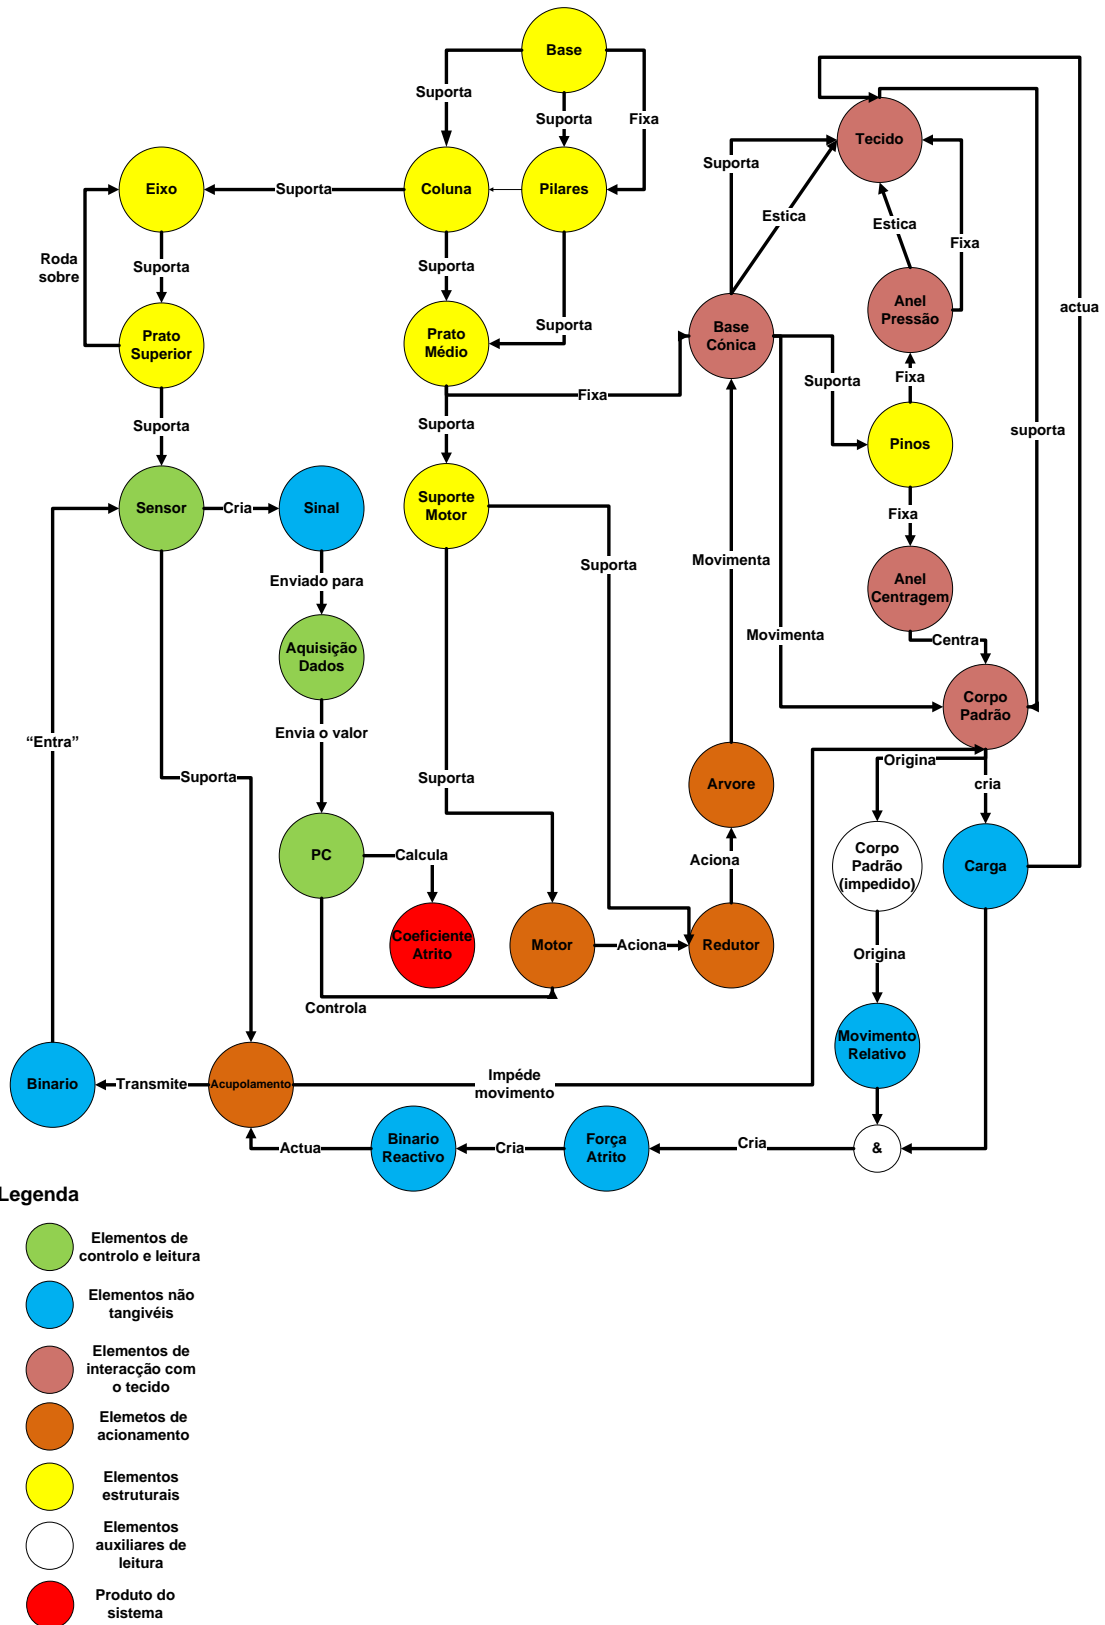 Base
Suporta
Suporta
Fixa
Tecido
Suporta
Eixo
Suporta
Coluna
Pilares
Estica
Estica
Fixa
Roda
sobre
Suporta
Suporta
Suporta
Anel
Pressão
actua
Prato
Superior
Prato
Médio
Base
Cónica
Fixa
Suporta
Fixa
Suporta
Suporta
Pinos
suporta
Sensor
Cria
Sinal
Suporte
Motor
Fixa
Enviado para
Suporta
Movimenta
Anel
Centragem
Aquisição
Dados
Movimenta
Centra
Corpo
Padrão
Envia o valor
“Entra”
Suporta
Suporta
Arvore
Origina
cria
PC
Calcula
Aciona
Corpo
Padrão
(impedido)
Carga
Coeficiente
Atrito
Motor
Aciona
Redutor
Origina
Controla
Movimento
Relativo
Binario
Transmite
Acupolamento
Impéde
movimento
Actua
Binario
Reactivo
Cria
Força
Atrito
Cria
&
Legenda
Elementos de
controlo e leitura
Elementos não
tangivéis
Elementos de
interacção com
o tecido
Elemetos de
acionamento
Elementos
estruturais
Elementos
auxiliares de
leitura
Produto do
sistema